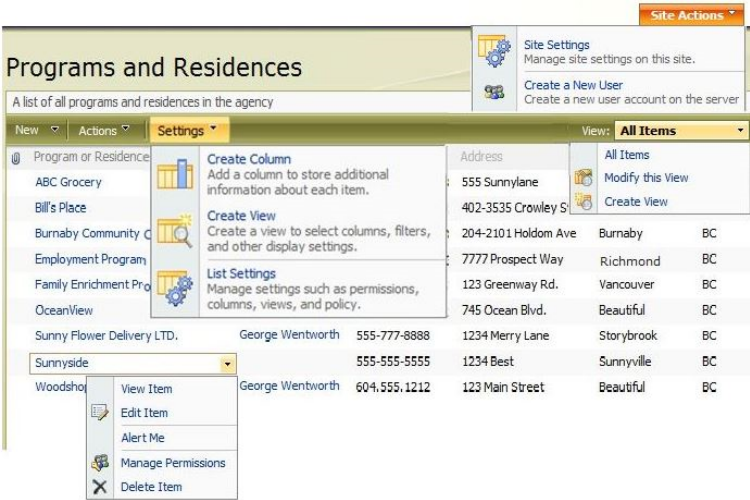 Site Actions
Site Settings
Manage site settings on this site.
Create a New User
Create a new user account on the server
Programs and Residences
A list of all programs and residences in the agency
New Actions Settings View: All Items
All Items
Modify this View
Create View
Create Column
Add a column to store additional
information about each item.
Create View
Create a view to select columns, filters,
and other display settings.
List Settings
Manage settings such as permissions,
columns, views, and policy.
Program or Residence Address
ABC Grocery 555 Sunnylane
Bill's Place 402-3535 Crowley
Burnaby Community 204-2101 Holdom Ave Burnaby BC
Employment Program 7777 Prospect Way Richmond BC
Family Enrichment 123 Greenway Rd. Vancouver BC
OceanView 745 Ocean Blvd. Beautiful BC
Sunny Flower Delivery LTD. George Wentworth 555-777-8888 1234 Merry Lane Storybrook BC
Sunnyside 555-555-5555 1234 Best Sunnyville BC
Woodshop George Wentworth 604.555.1212 123 Main Street Beautiful BC
View Item
Edit Item
Alert Me
Manage Permissions
Delete Item